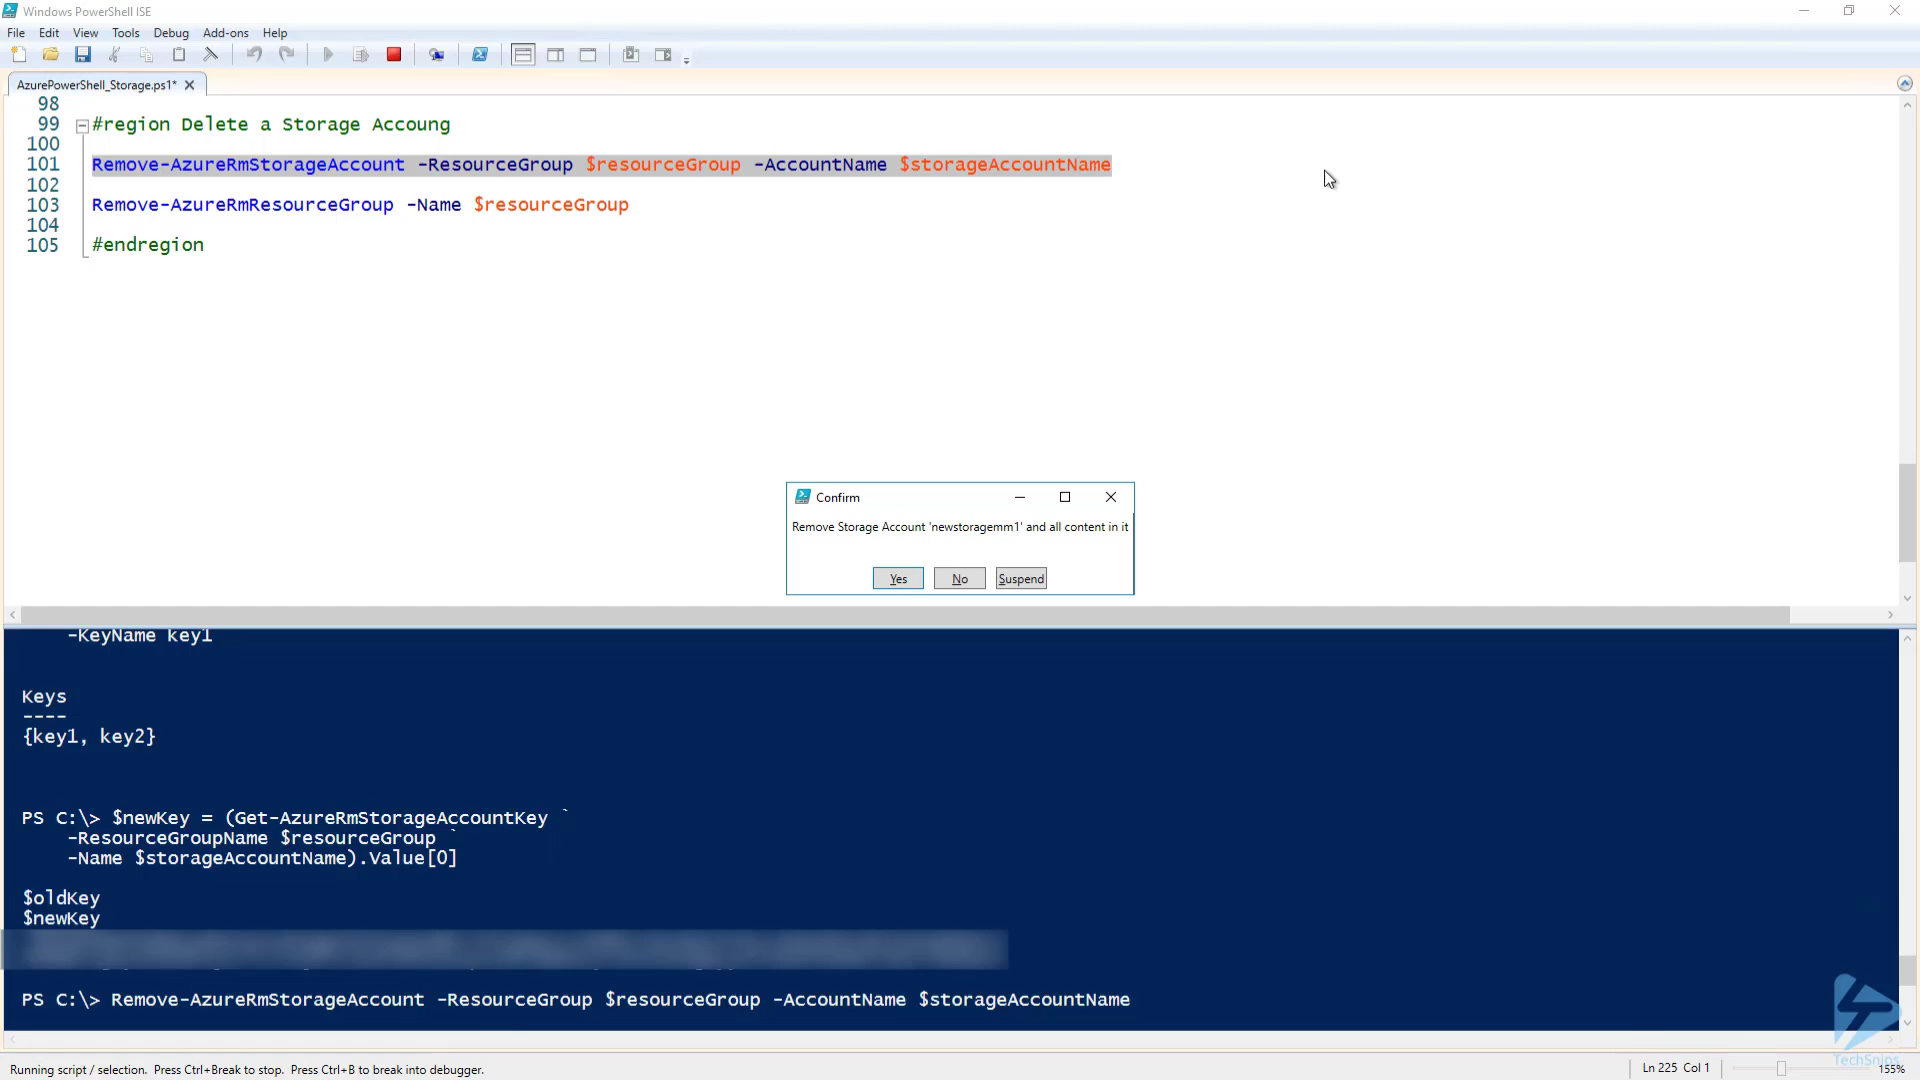 Windows PowerShell ISE
File Edit View Tools Debug Add-ons Help
AzurePowerShell_Storage.ps1*
98
99 #region Delete a Storage Accoung
100
101 Remove-AzureRmStorageAccount -ResourceGroup $resourceGroup -AccountName $storageAccountName
102
103 Remove-AzureRmResourceGroup -Name $resourceGroup
104
105 #endregion
Confirm
Remove Storage Account 'newstoragemm1' and all content in it
Yes No Suspend
-KeyName key1
Keys
----
{key1, key2}
PS C:\> $newKey = (Get-AzureRmStorageAccountKey `
-ResourceGroupName $resourceGroup `
-Name $storageAccountName).Value[0]
$oldKey
$newKey
PS C:\> Remove-AzureRmStorageAccount -ResourceGroup $resourceGroup -AccountName $storageAccountName
TechSnips
Running script / selection. Press Ctrl+Break to stop. Press Ctrl+B to break into debugger.
Ln 225 Col 1
155%